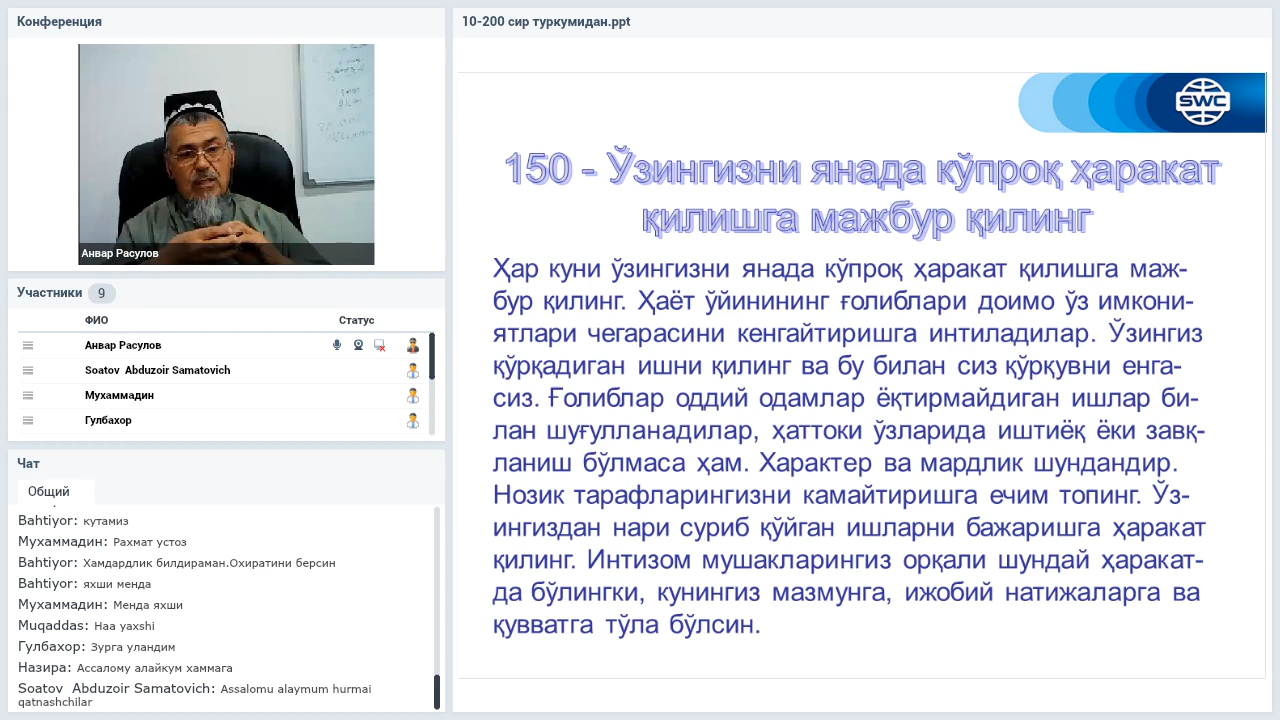 Конференция
Анвар Расулов
Участники 9
ФИО Статус
Анвар Расулов
Soatov Abduzoir Samatovich
Мухаммадин
Гулбахор
Чат
Общий
Bahtiyor: кутамиз
Мухаммадин: Рахмат устоз
Bahtiyor: Хамдардлик билдираман.Охиратини берсин
Bahtiyor: яхши менда
Мухаммадин: Менда яхши
Muqaddas: Haa yaxshi
Гулбахор: Зурга уландим
Назира: Ассалому алайкум хаммага
Soatov Abduzoir Samatovich: Assalomu alaymum hurmai
qatnashchilar
10-200 сир туркумидан.ppt
SWC
150 - Ўзингизни янада кўпроқ ҳаракат
қилишга мажбур қилинг
Ҳар куни ўзингизни янада кўпроқ ҳаракат қилишга маж-
бур қилинг. Ҳаёт ўйинининг ғолиблари доимо ўз имкони-
ятлари чегарасини кенгайтиришга интиладилар. Ўзингиз
қўрқадиган ишни қилинг ва бу билан сиз қўрқувни енга-
сиз. Ғолиблар оддий одамлар ёқтирмайдиган ишлар би-
лан шуғулланадилар, ҳаттоки ўзларида иштиёқ ёки завқ-
ланиш бўлмаса ҳам. Характер ва мардлик шундандир.
Нозик тарафларингизни камайтиришга ечим топинг. Ўз-
ингиздан нари суриб қўйган ишларни бажаришга ҳаракат
қилинг. Интизом мушакларингиз орқали шундай ҳаракат-
да бўлингки, кунингиз мазмунга, ижобий натижаларга ва
қувватга тўла бўлсин.